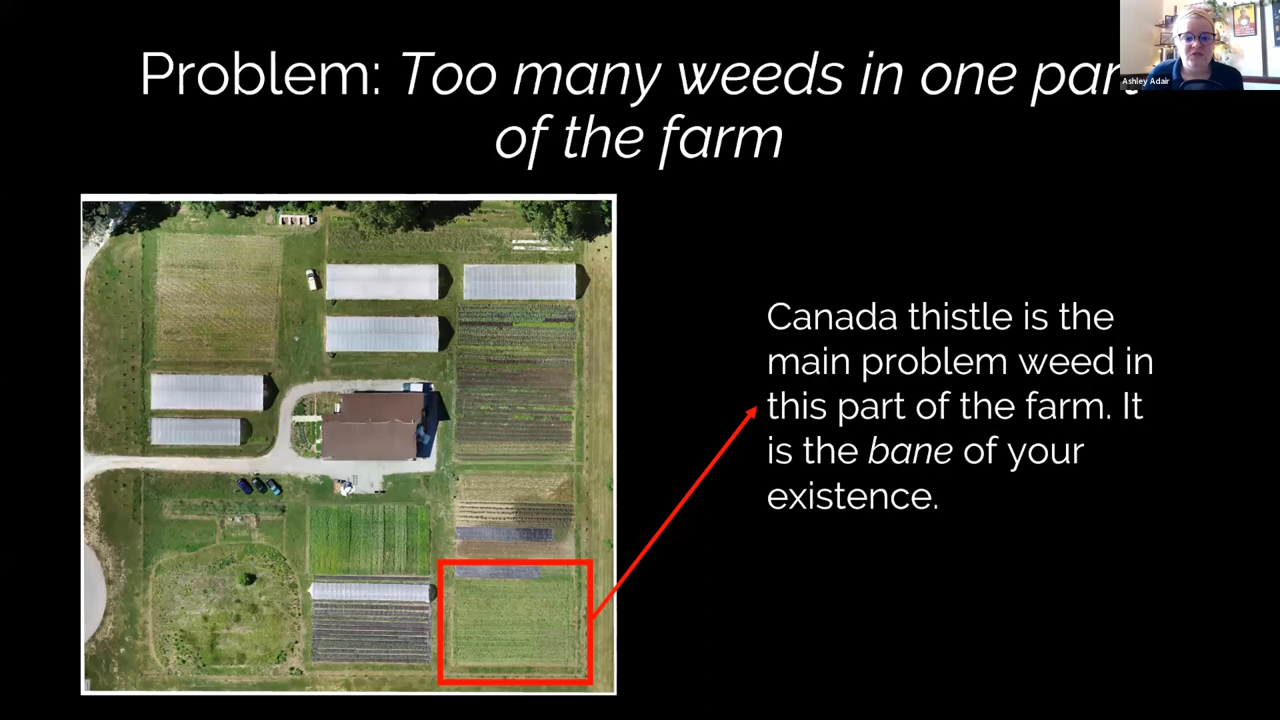 Problem: Too many weeds in one part
of the farm
Ashley Adair
Canada thistle is the
main problem weed in
this part of the farm. It
is the bane of your
existence.